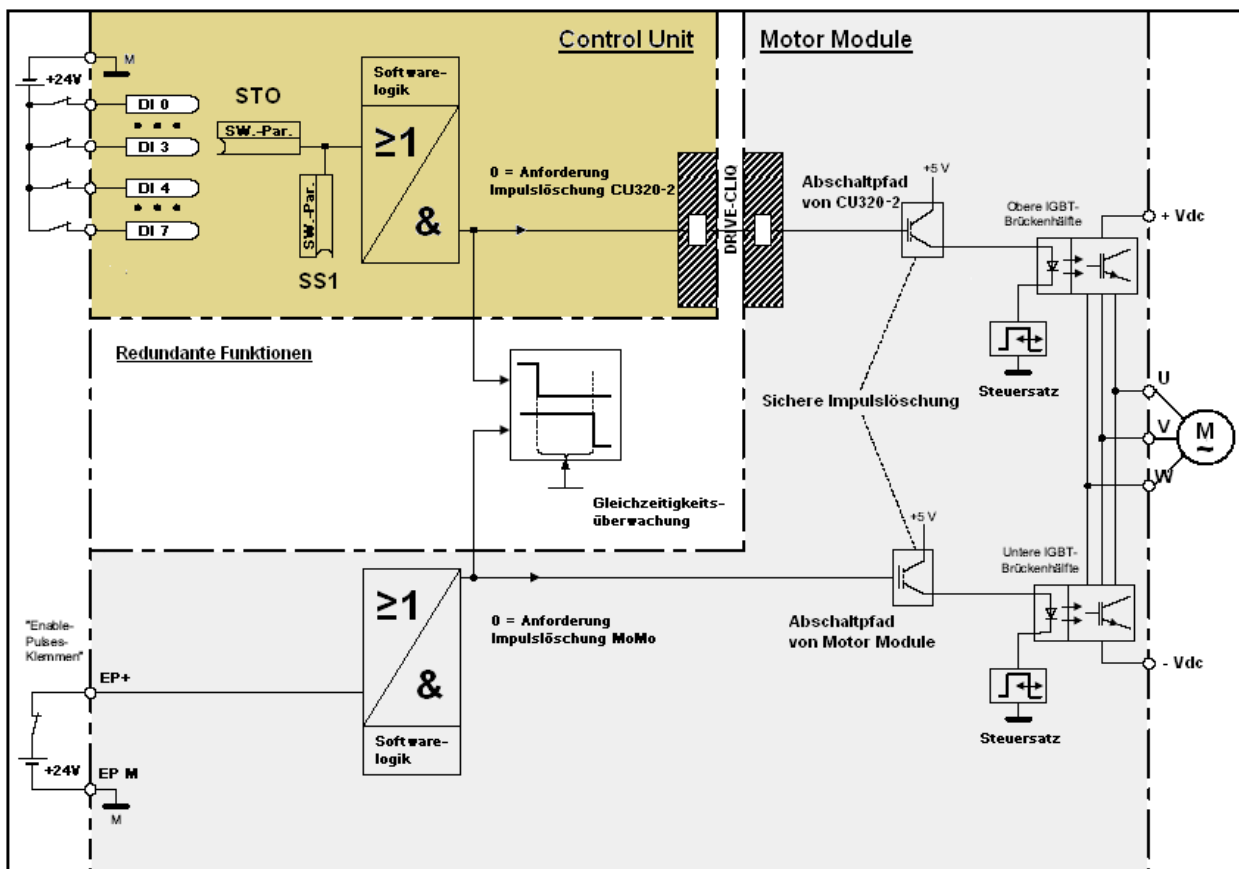 Control Unit
Motor Module
M
+24V
DI 0
DI 3
DI 4
DI 7
STO
SW.-Par.
SW.-Par.
SS1
Software-
logik
≥1
&
0 = Anforderung
Impulslöschung CU320-2
DRIVE-CLIQ
Abschaltpfad
von CU320-2
+5 V
Obere IGBT-
Brückenhälfte
+ Vdc
Steuersatz
Redundante Funktionen
Sichere Impulslöschung
U
V
W
M
~
Gleichzeitigkeits-
überwachung
+5 V
Untere IGBT-
Brückenhälfte
≥1
&
Software-
logik
0 = Anforderung
Impulslöschung MoMo
Abschaltpfad
von Motor Module
- Vdc
Steuersatz
"Enable-
Pulses-
Klemmen"
EP+
+24V
EP M
M